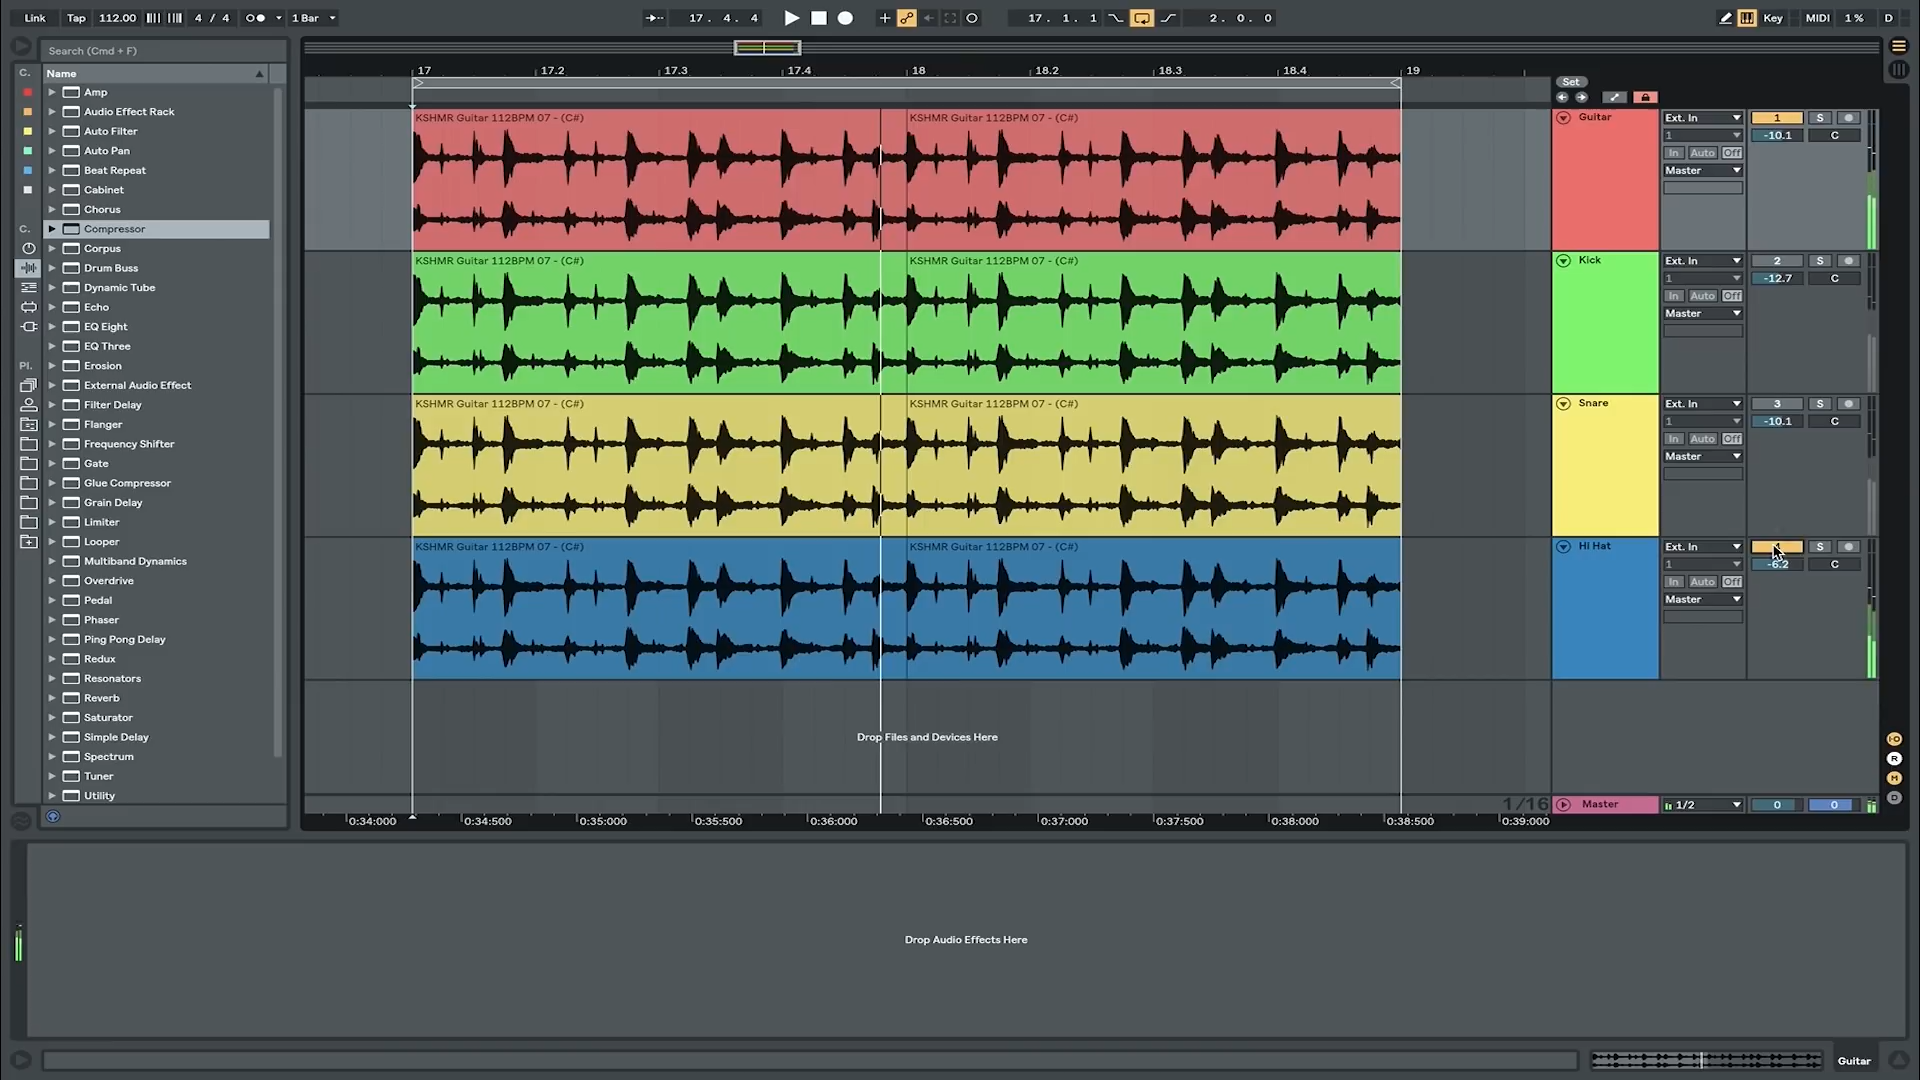 Link Tap 112.00 4 / 4 1 Bar 17 . 4 . 4 17 . 1 . 1 2 . 0 . 0 Key MIDI 1 % D
Search (Cmd + F)
C. Name
Amp
Audio Effect Rack
Auto Filter
Auto Pan
Beat Repeat
Cabinet
Chorus
C. Compressor
Corpus
Drum Buss
Dynamic Tube
Echo
EQ Eight
EQ Three
Pl. Erosion
External Audio Effect
Filter Delay
Flanger
Frequency Shifter
Gate
Glue Compressor
Grain Delay
Limiter
Looper
Multiband Dynamics
Overdrive
Pedal
Phaser
Ping Pong Delay
Redux
Resonators
Reverb
Saturator
Simple Delay
Spectrum
Tuner
Utility
17 17.2 17.3 17.4 18 18.2 18.3 18.4 19
Set
KSHMR Guitar 112BPM 07 - (C#) KSHMR Guitar 112BPM 07 - (C#) Guitar Ext. In 1 S
1 -10.1 C
In Auto Off
Master
KSHMR Guitar 112BPM 07 - (C#) KSHMR Guitar 112BPM 07 - (C#) Kick Ext. In 2 S
1 -12.7 C
In Auto Off
Master
KSHMR Guitar 112BPM 07 - (C#) KSHMR Guitar 112BPM 07 - (C#) Snare Ext. In 3 S
1 -10.1 C
In Auto Off
Master
KSHMR Guitar 112BPM 07 - (C#) KSHMR Guitar 112BPM 07 - (C#) Hi Hat Ext. In S
1 -6.2 C
In Auto Off
Master
Drop Files and Devices Here
I·O
R
M
D
1/16 Master 1/2 0 0
0:34:000 0:34:500 0:35:000 0:35:500 0:36:000 0:36:500 0:37:000 0:37:500 0:38:000 0:38:500 0:39:000
Drop Audio Effects Here
Guitar